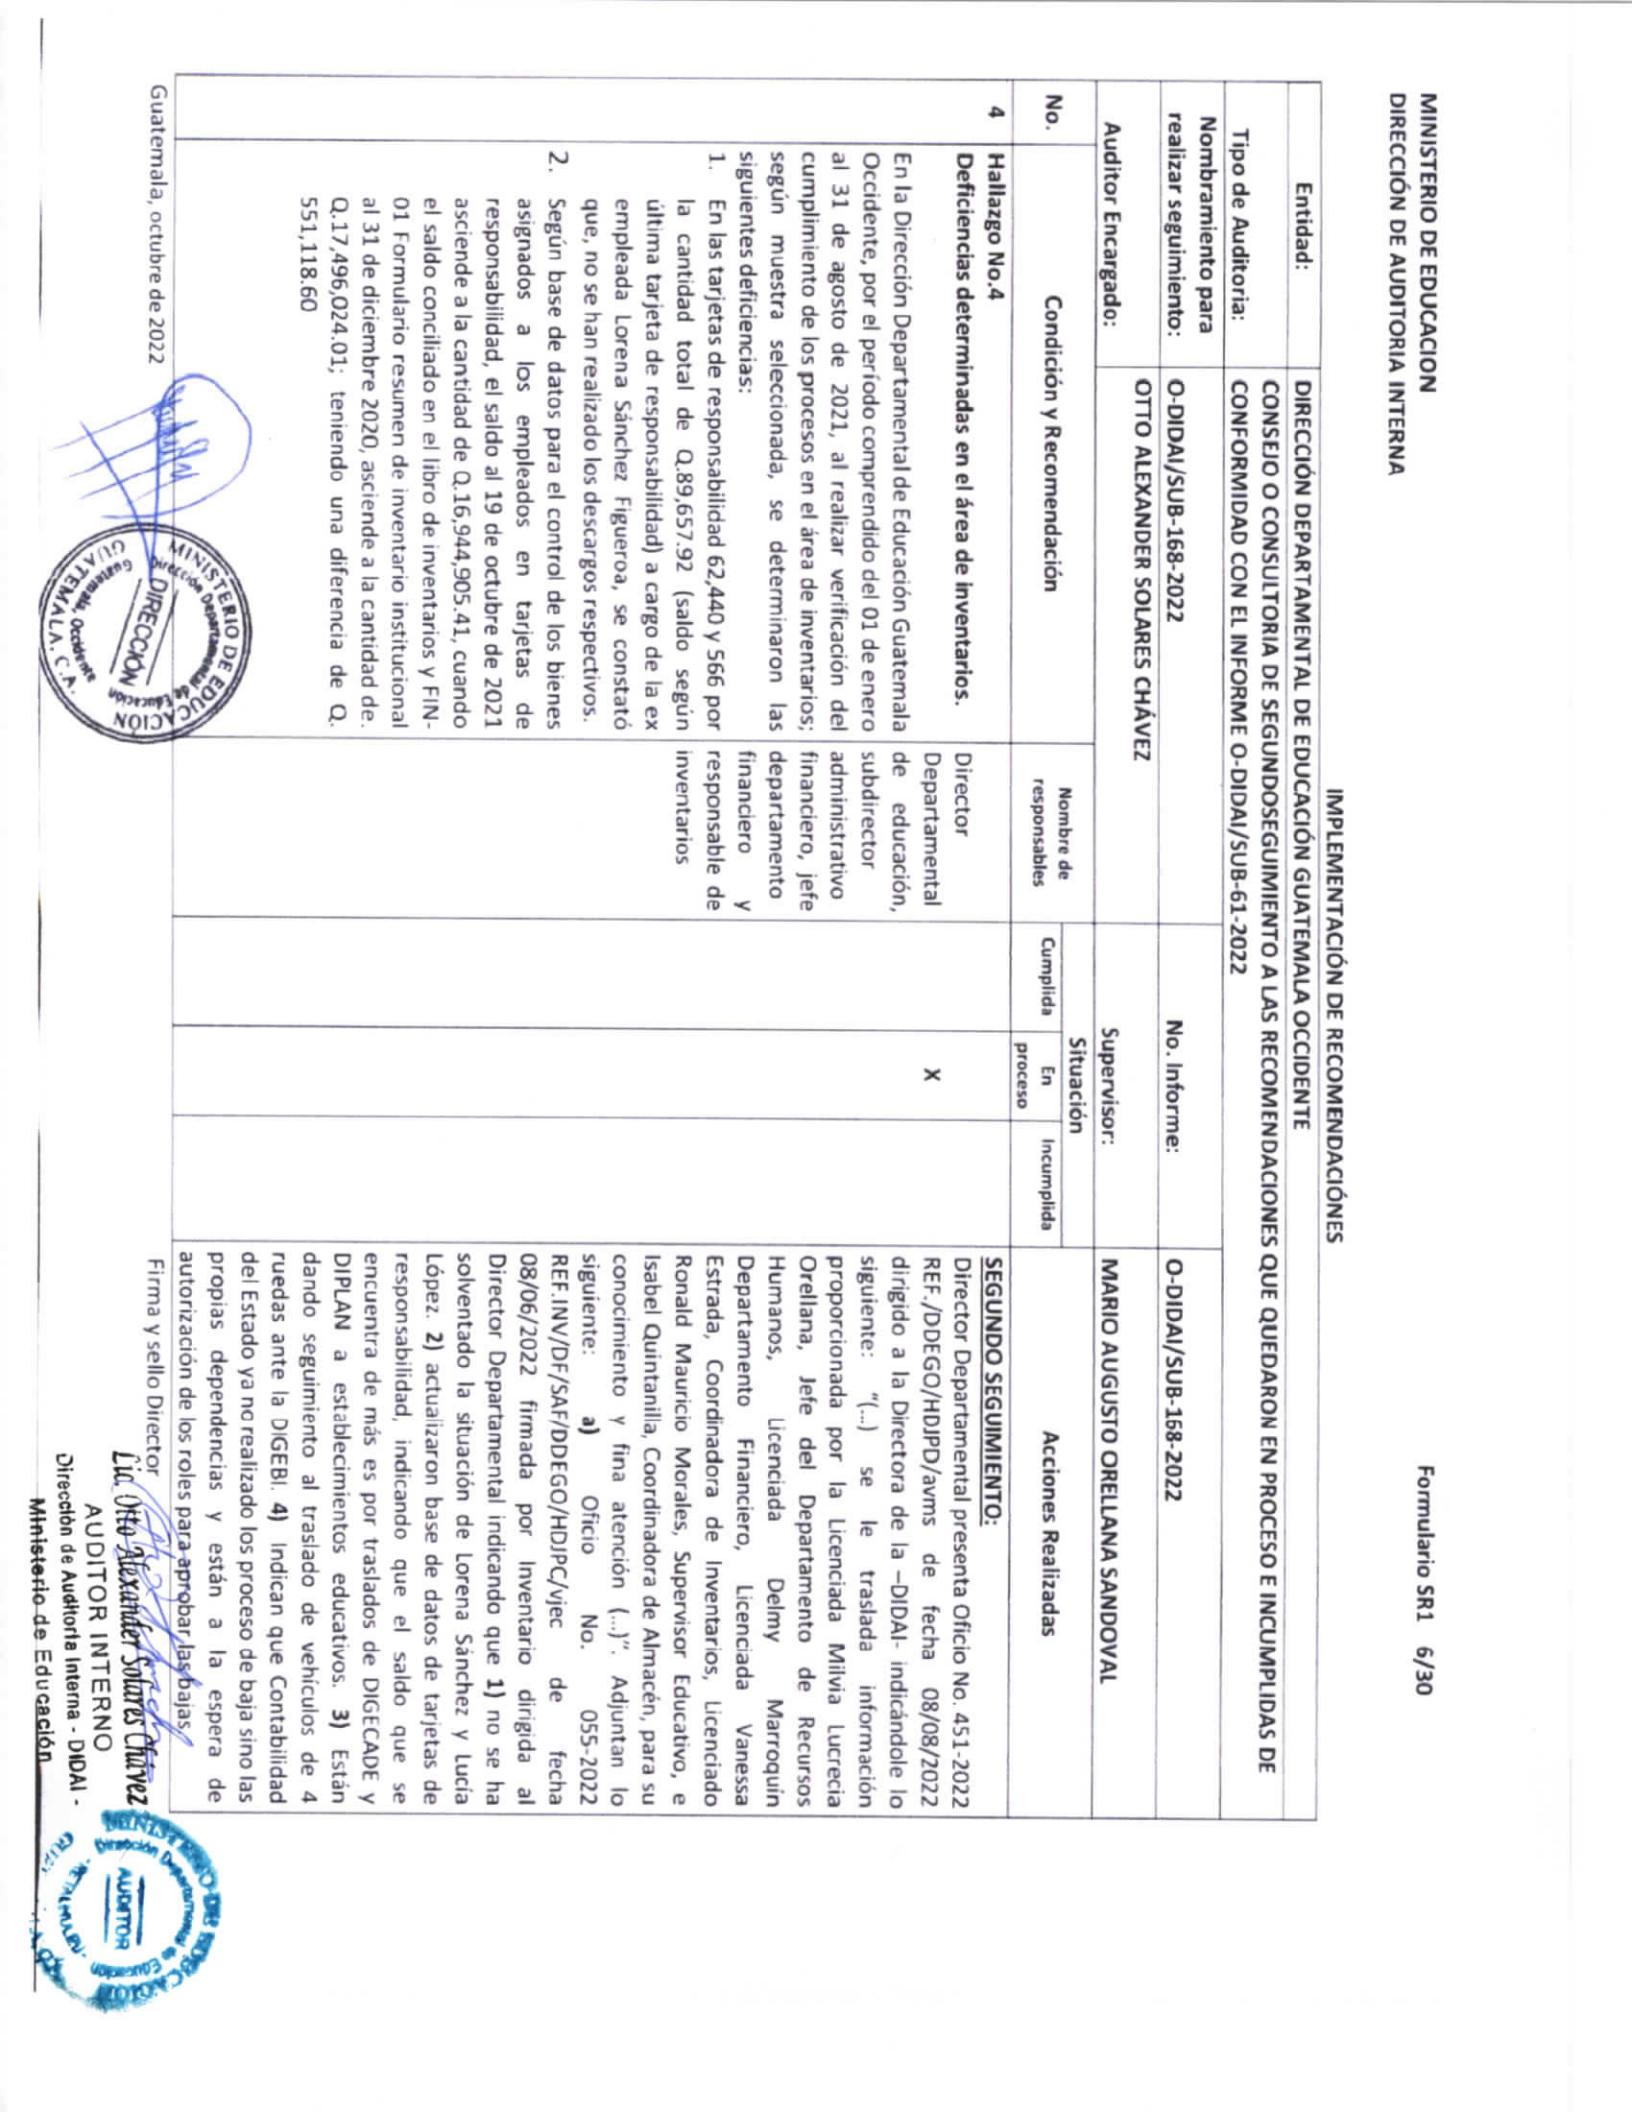 MINISTERIO DE EDUCACION
DIRECCIÓN DE AUDITORIA INTERNA
Formulario SR1 6/30
IMPLEMENTACIÓN DE RECOMENDACIÓNES
Entidad:
DIRECCIÓN DEPARTAMENTAL DE EDUCACIÓN GUATEMALA OCCIDENTE
Tipo de Auditoria:
CONSEJO O CONSULTORIA DE SEGUNDOSEGUIMIENTO A LAS RECOMENDACIONES QUE QUEDARON EN PROCESO E INCUMPLIDAS DE
CONFORMIDAD CON EL INFORME O-DIDAI/SUB-61-2022
Nombramiento para
realizar seguimiento:
O-DIDAI/SUB-168-2022
No. Informe:
O-DIDAI/SUB-168-2022
Auditor Encargado:
OTTO ALEXANDER SOLARES CHÁVEZ
Supervisor:
MARIO AUGUSTO ORELLANA SANDOVAL
No.
Condición y Recomendación
Nombre de
responsables
Situación
Cumplida
En
proceso
Incumplida
Acciones Realizadas
4
Hallazgo No.4
Deficiencias determinadas en el área de inventarios.
En la Dirección Departamental de Educación Guatemala
Occidente, por el período comprendido del 01 de enero
al 31 de agosto de 2021, al realizar verificación del
cumplimiento de los procesos en el área de inventarios;
según muestra seleccionada, se determinaron las
siguientes deficiencias:
1. En las tarjetas de responsabilidad 62,440 y 566 por
la cantidad total de Q.89,657.92 (saldo según
última tarjeta de responsabilidad) a cargo de la ex
empleada Lorena Sánchez Figueroa, se constató
que, no se han realizado los descargos respectivos.
2. Según base de datos para el control de los bienes
asignados a los empleados en tarjetas de
responsabilidad, el saldo al 19 de octubre de 2021
asciende a la cantidad de Q.16,944,905.41, cuando
el saldo conciliado en el libro de inventarios y FIN-
01 Formulario resumen de inventario institucional
al 31 de diciembre 2020, asciende a la cantidad de.
Q.17,496,024.01; teniendo una diferencia de Q.
551,118.60
Director
Departamental
de educación,
subdirector
administrativo
financiero, jefe
departamento
financiero y
responsable de
inventarios
X
SEGUNDO SEGUIMIENTO:
Director Departamental presenta Oficio No. 451-2022
REF./DDEGO/HDJPD/avms de fecha 08/08/2022
dirigido a la Directora de la –DIDAI- indicándole lo
siguiente: “(…) se le traslada información
proporcionada por la Licenciada Milvia Lucrecia
Orellana, Jefe del Departamento de Recursos
Humanos, Licenciada Delmy Marroquin
Departamento Financiero, Licenciada Vanessa
Estrada, Coordinadora de Inventarios, Licenciado
Ronald Mauricio Morales, Supervisor Educativo, e
Isabel Quintanilla, Coordinadora de Almacén, para su
conocimiento y fina atención (…)”. Adjuntan lo
siguiente: a) Oficio No. 055-2022
REF.INV/DF/SAF/DDEGO/HDJPC/vjec de fecha
08/06/2022 firmada por Inventario dirigida al
Director Departamental indicando que 1) no se ha
solventado la situación de Lorena Sánchez y Lucía
López. 2) actualizaron base de datos de tarjetas de
responsabilidad, indicando que el saldo que se
encuentra de más es por traslados de DIGECADE y
DIPLAN a establecimientos educativos. 3) Están
dando seguimiento al traslado de vehículos de 4
ruedas ante la DIGEBI. 4) Indican que Contabilidad
del Estado ya no realizado los proceso de baja sino las
propias dependencias y están a la espera de
autorización de los roles para aprobar las bajas
Guatemala, octubre de 2022
MINISTERIO DE EDUCACION
Dirección Departamental de Educación
DIRECCIÓN
Guatemala, Occidente
GUATEMALA, C.A.
Firma y sello Director
Lic. Otto Alexander Solares Chávez
AUDITOR INTERNO
Dirección de Auditoría Interna - DIDAI -
Ministerio de Educación
MINISTERIO DE EDUCACION
Dirección Departamental de Educación
AUDITOR